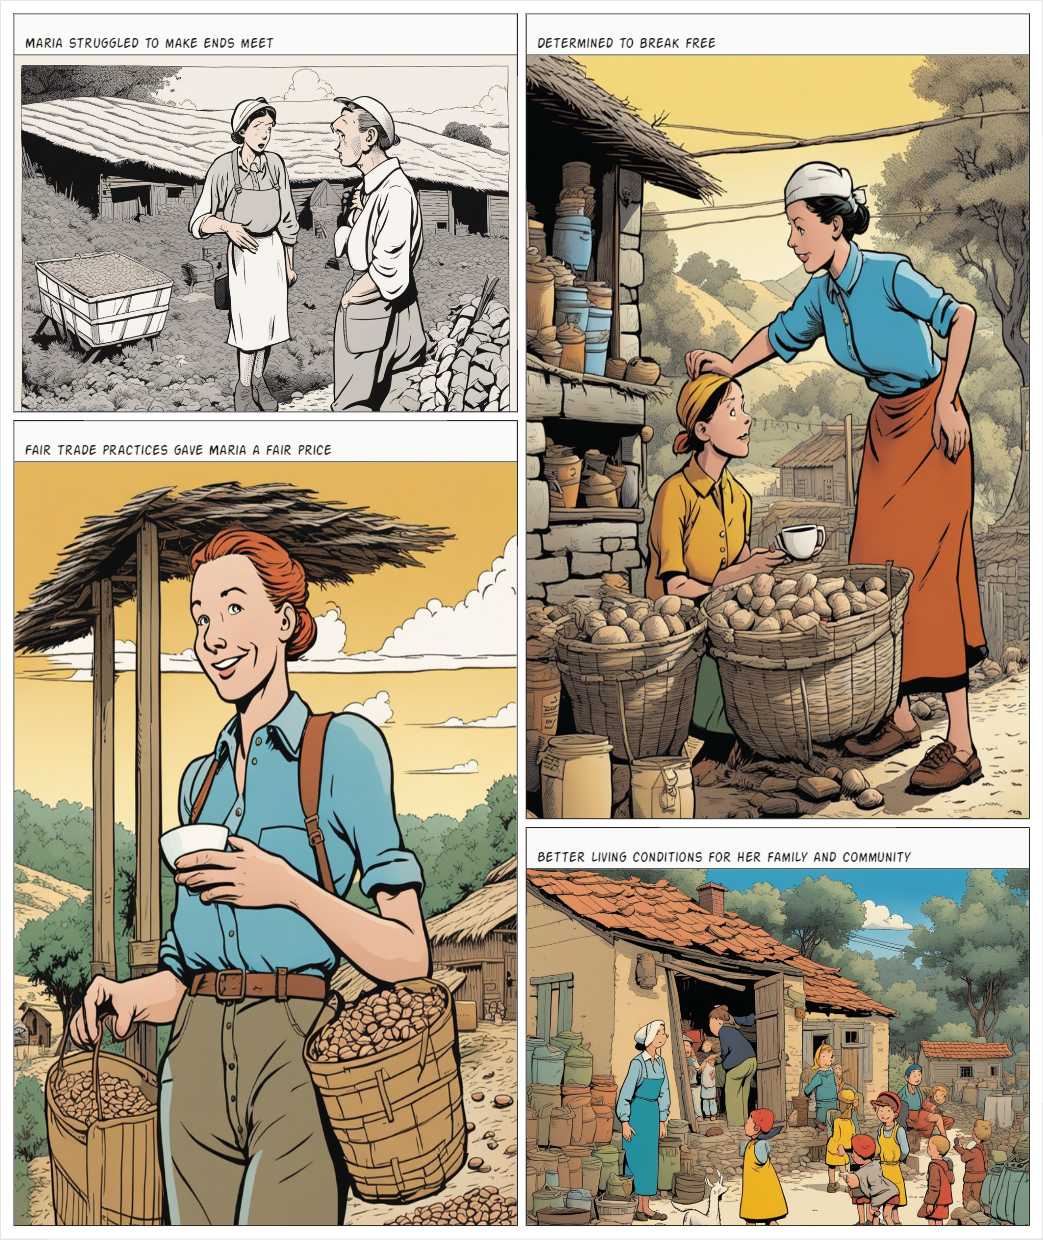 MARIA STRUGGLED TO MAKE ENDS MEET
DETERMINED TO BREAK FREE
FAIR TRADE PRACTICES GAVE MARIA A FAIR PRICE
BETTER LIVING CONDITIONS FOR HER FAMILY AND COMMUNITY